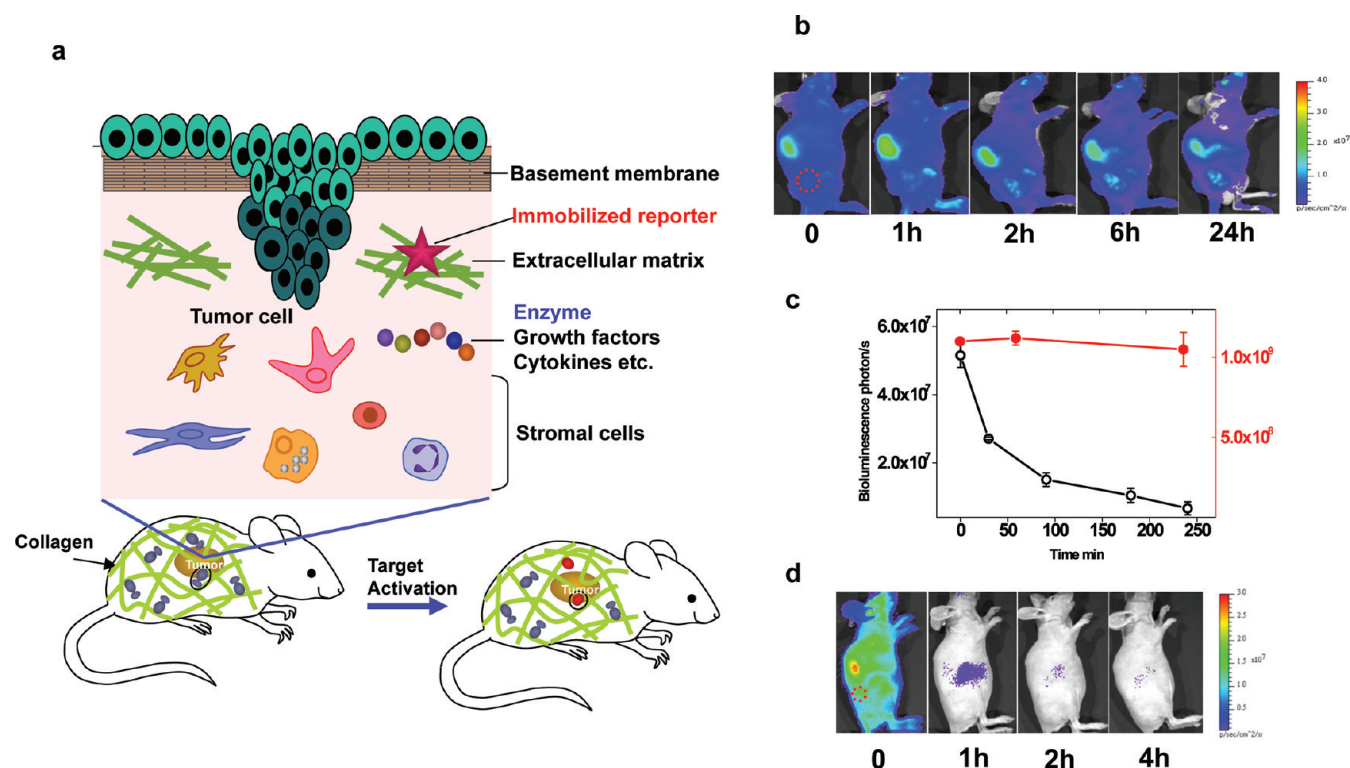 a
Basement membrane
Immobilized reporter
Extracellular matrix
Tumor cell
Enzyme
Growth factors
Cytokines etc.
Stromal cells
Collagen
Tumor
Target
Activation
Tumor
b
0
1h
2h
6h
24h
4.0
3.0
2.0
x10⁷
1.0
p/sec/cm^2/sr
c
6.0x10⁷
4.0x10⁷
2.0x10⁷
1.0x10⁹
5.0x10⁸
Bioluminescence photon/s
0
50
100
150
200
250
Time min
d
0
1h
2h
4h
3.0
2.5
2.0
1.5
x10⁷
1.0
0.5
p/sec/cm^2/sr